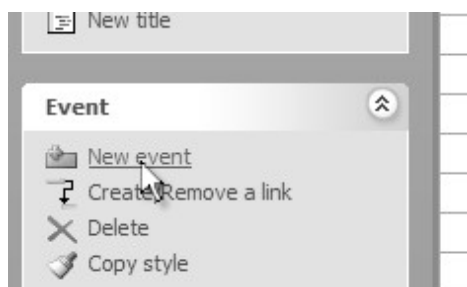 New title
Event
New event
Create/Remove a link
Delete
Copy style